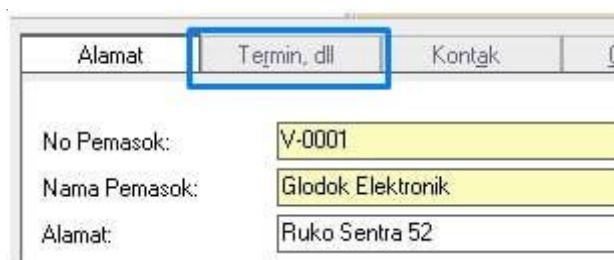 Alamat Termin, dll Kontak
No Pemasok: V-0001
Nama Pemasok: Glodok Elektronik
Alamat: Ruko Sentra 52